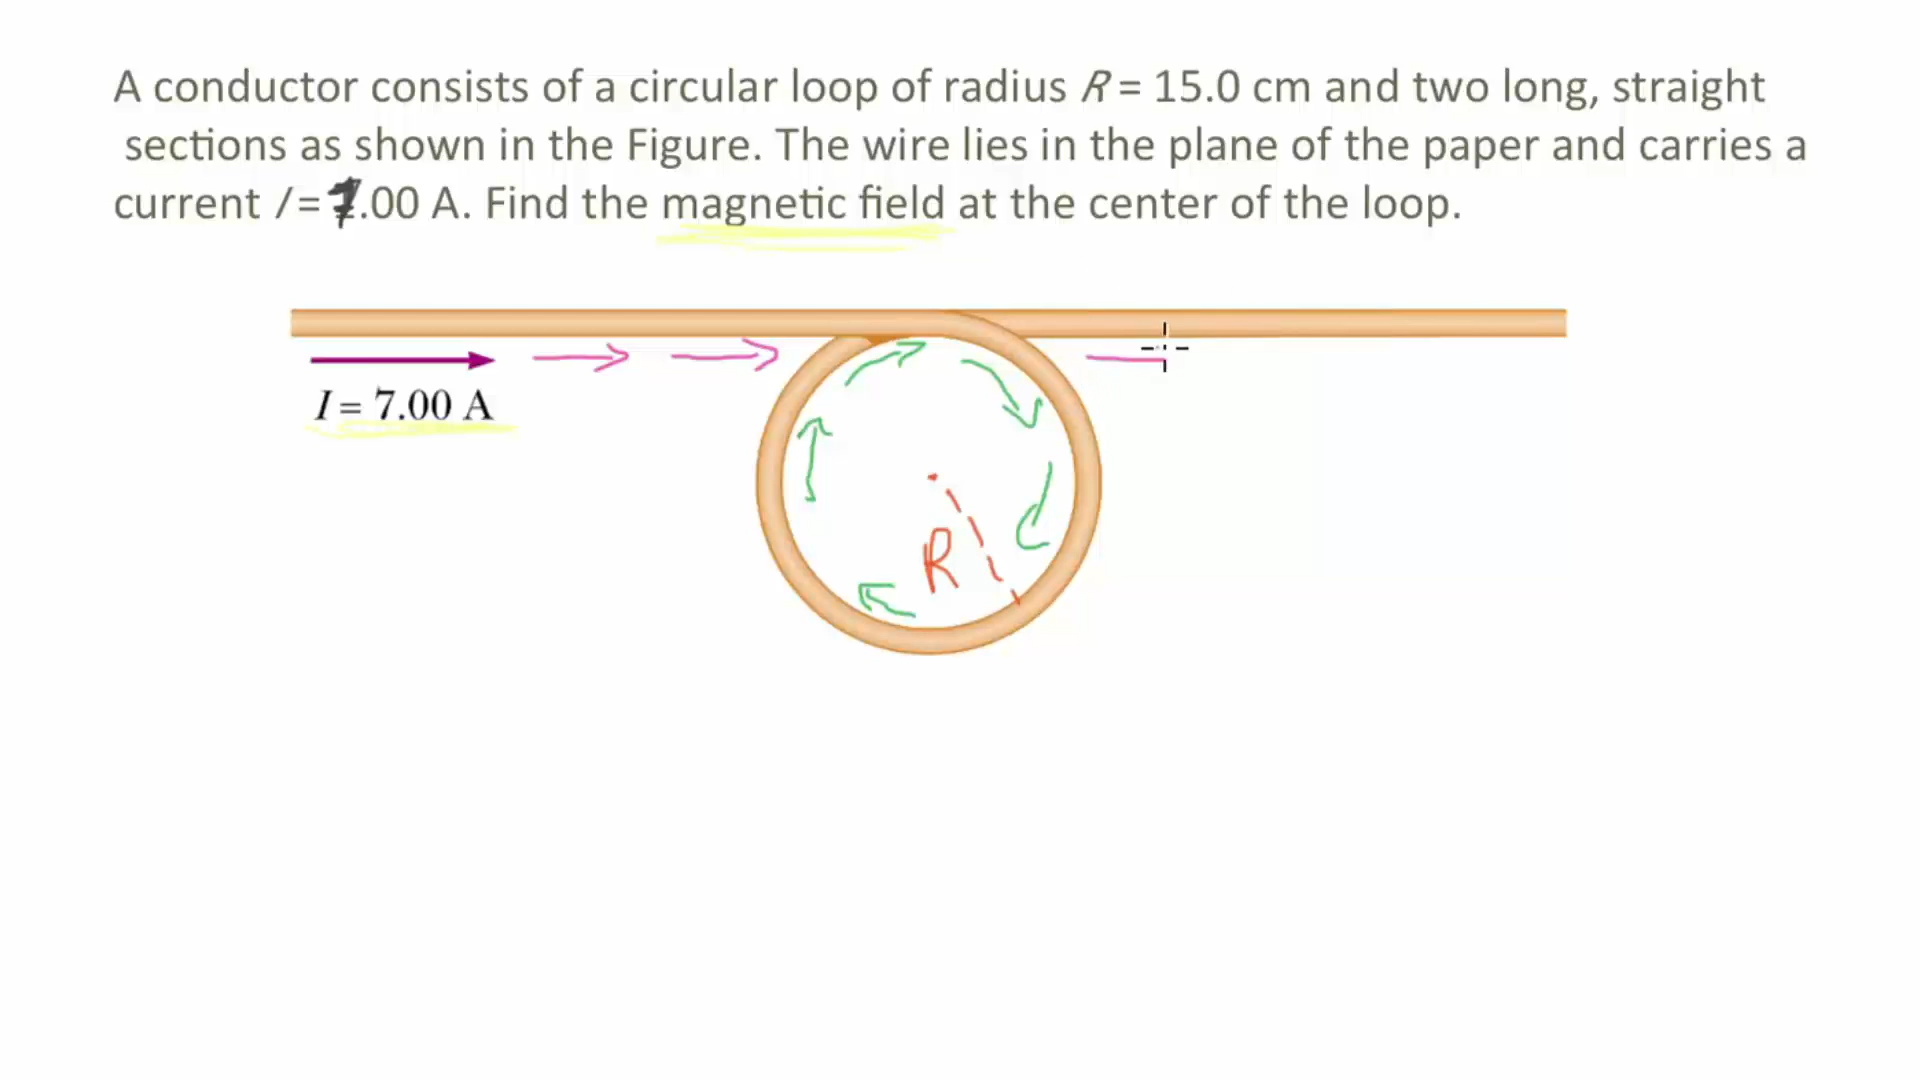 A conductor consists of a circular loop of radius R = 15.0 cm and two long, straight
sections as shown in the Figure. The wire lies in the plane of the paper and carries a
current I = 7.00 A. Find the magnetic field at the center of the loop.
I = 7.00 A
R